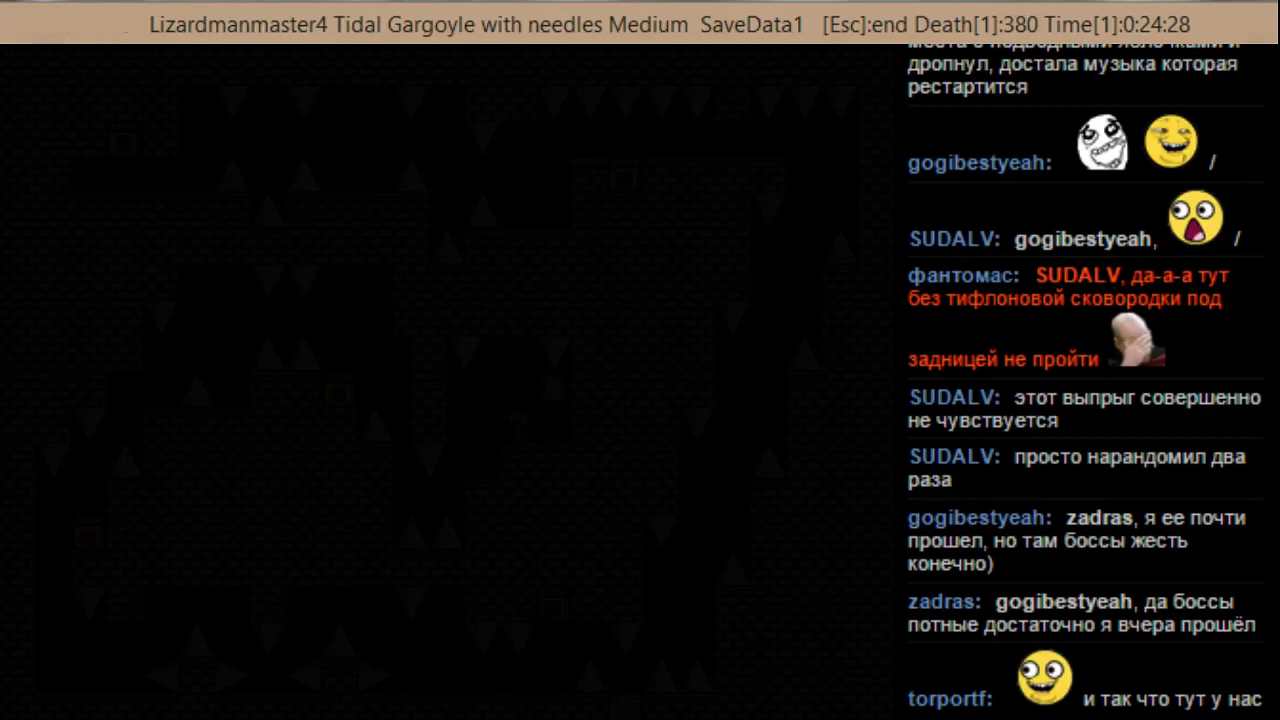 Lizardmanmaster4 Tidal Gargoyle with needles Medium SaveData1 [Esc]:end Death[1]:380 Time[1]:0:24:28
дропнул, достала музыка которая
рестартится
gogibestyeah: /
SUDALV: gogibestyeah, /
фантомас: SUDALV, да-а-а тут
без тифлоновой сковородки под
задницей не пройти
SUDALV: этот выпрыг совершенно
не чувствуется
SUDALV: просто нарандомил два
раза
gogibestyeah: zadras, я ее почти
прошел, но там боссы жесть
конечно)
zadras: gogibestyeah, да боссы
потные достаточно я вчера прошёл
torportf: и так что тут у нас